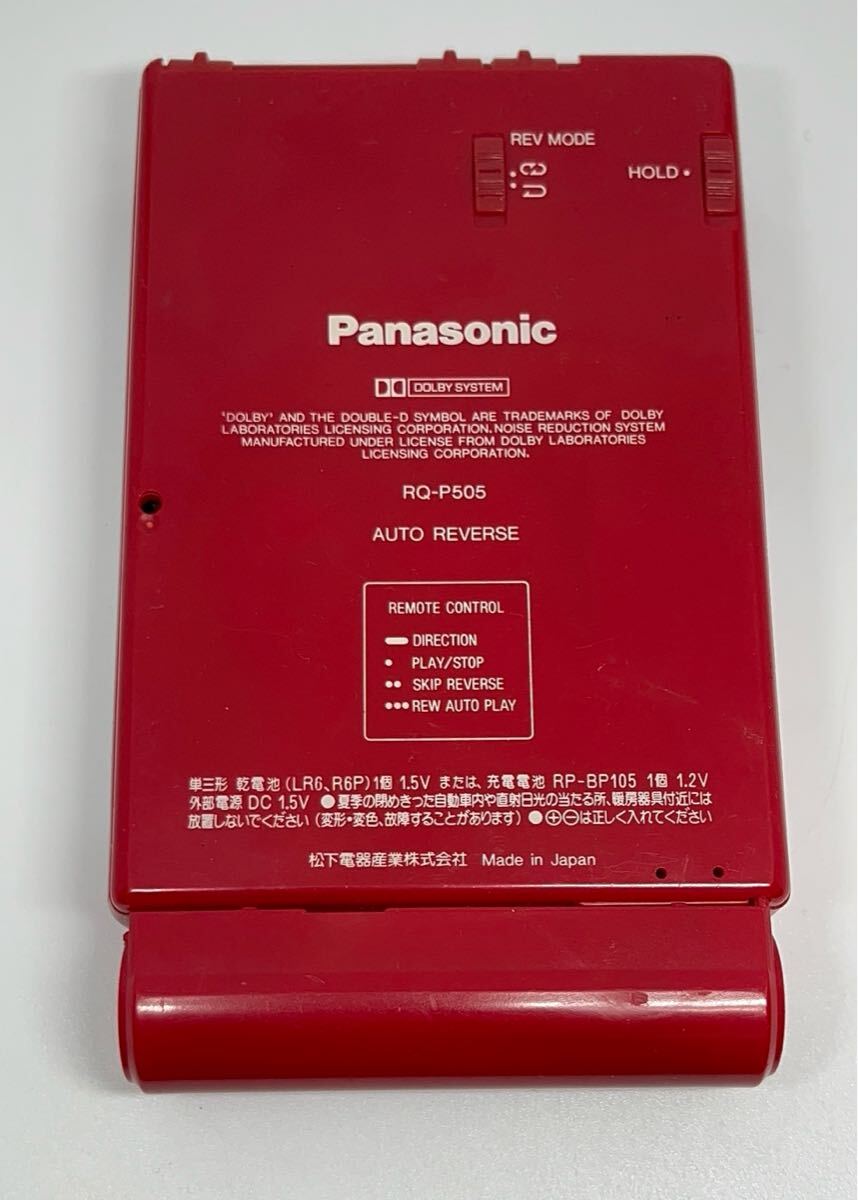 REV MODE
HOLD •
Panasonic
DOLBY SYSTEM
'DOLBY' AND THE DOUBLE-D SYMBOL ARE TRADEMARKS OF DOLBY
LABORATORIES LICENSING CORPORATION.NOISE REDUCTION SYSTEM
MANUFACTURED UNDER LICENSE FROM DOLBY LABORATORIES
LICENSING CORPORATION.
RQ-P505
AUTO REVERSE
REMOTE CONTROL
DIRECTION
• PLAY/STOP
•• SKIP REVERSE
••• REW AUTO PLAY
単三形 乾電池(LR6、R6P)1個 1.5V または、充電電池 RP-BP105 1個 1.2V
外部電源 DC 1.5V ●夏季の閉めきった自動車内や直射日光の当たる所、暖房器具付近には
放置しないでください(変形・変色、故障することがあります)●⊕⊖は正しく入れてください
松下電器産業株式会社 Made in Japan